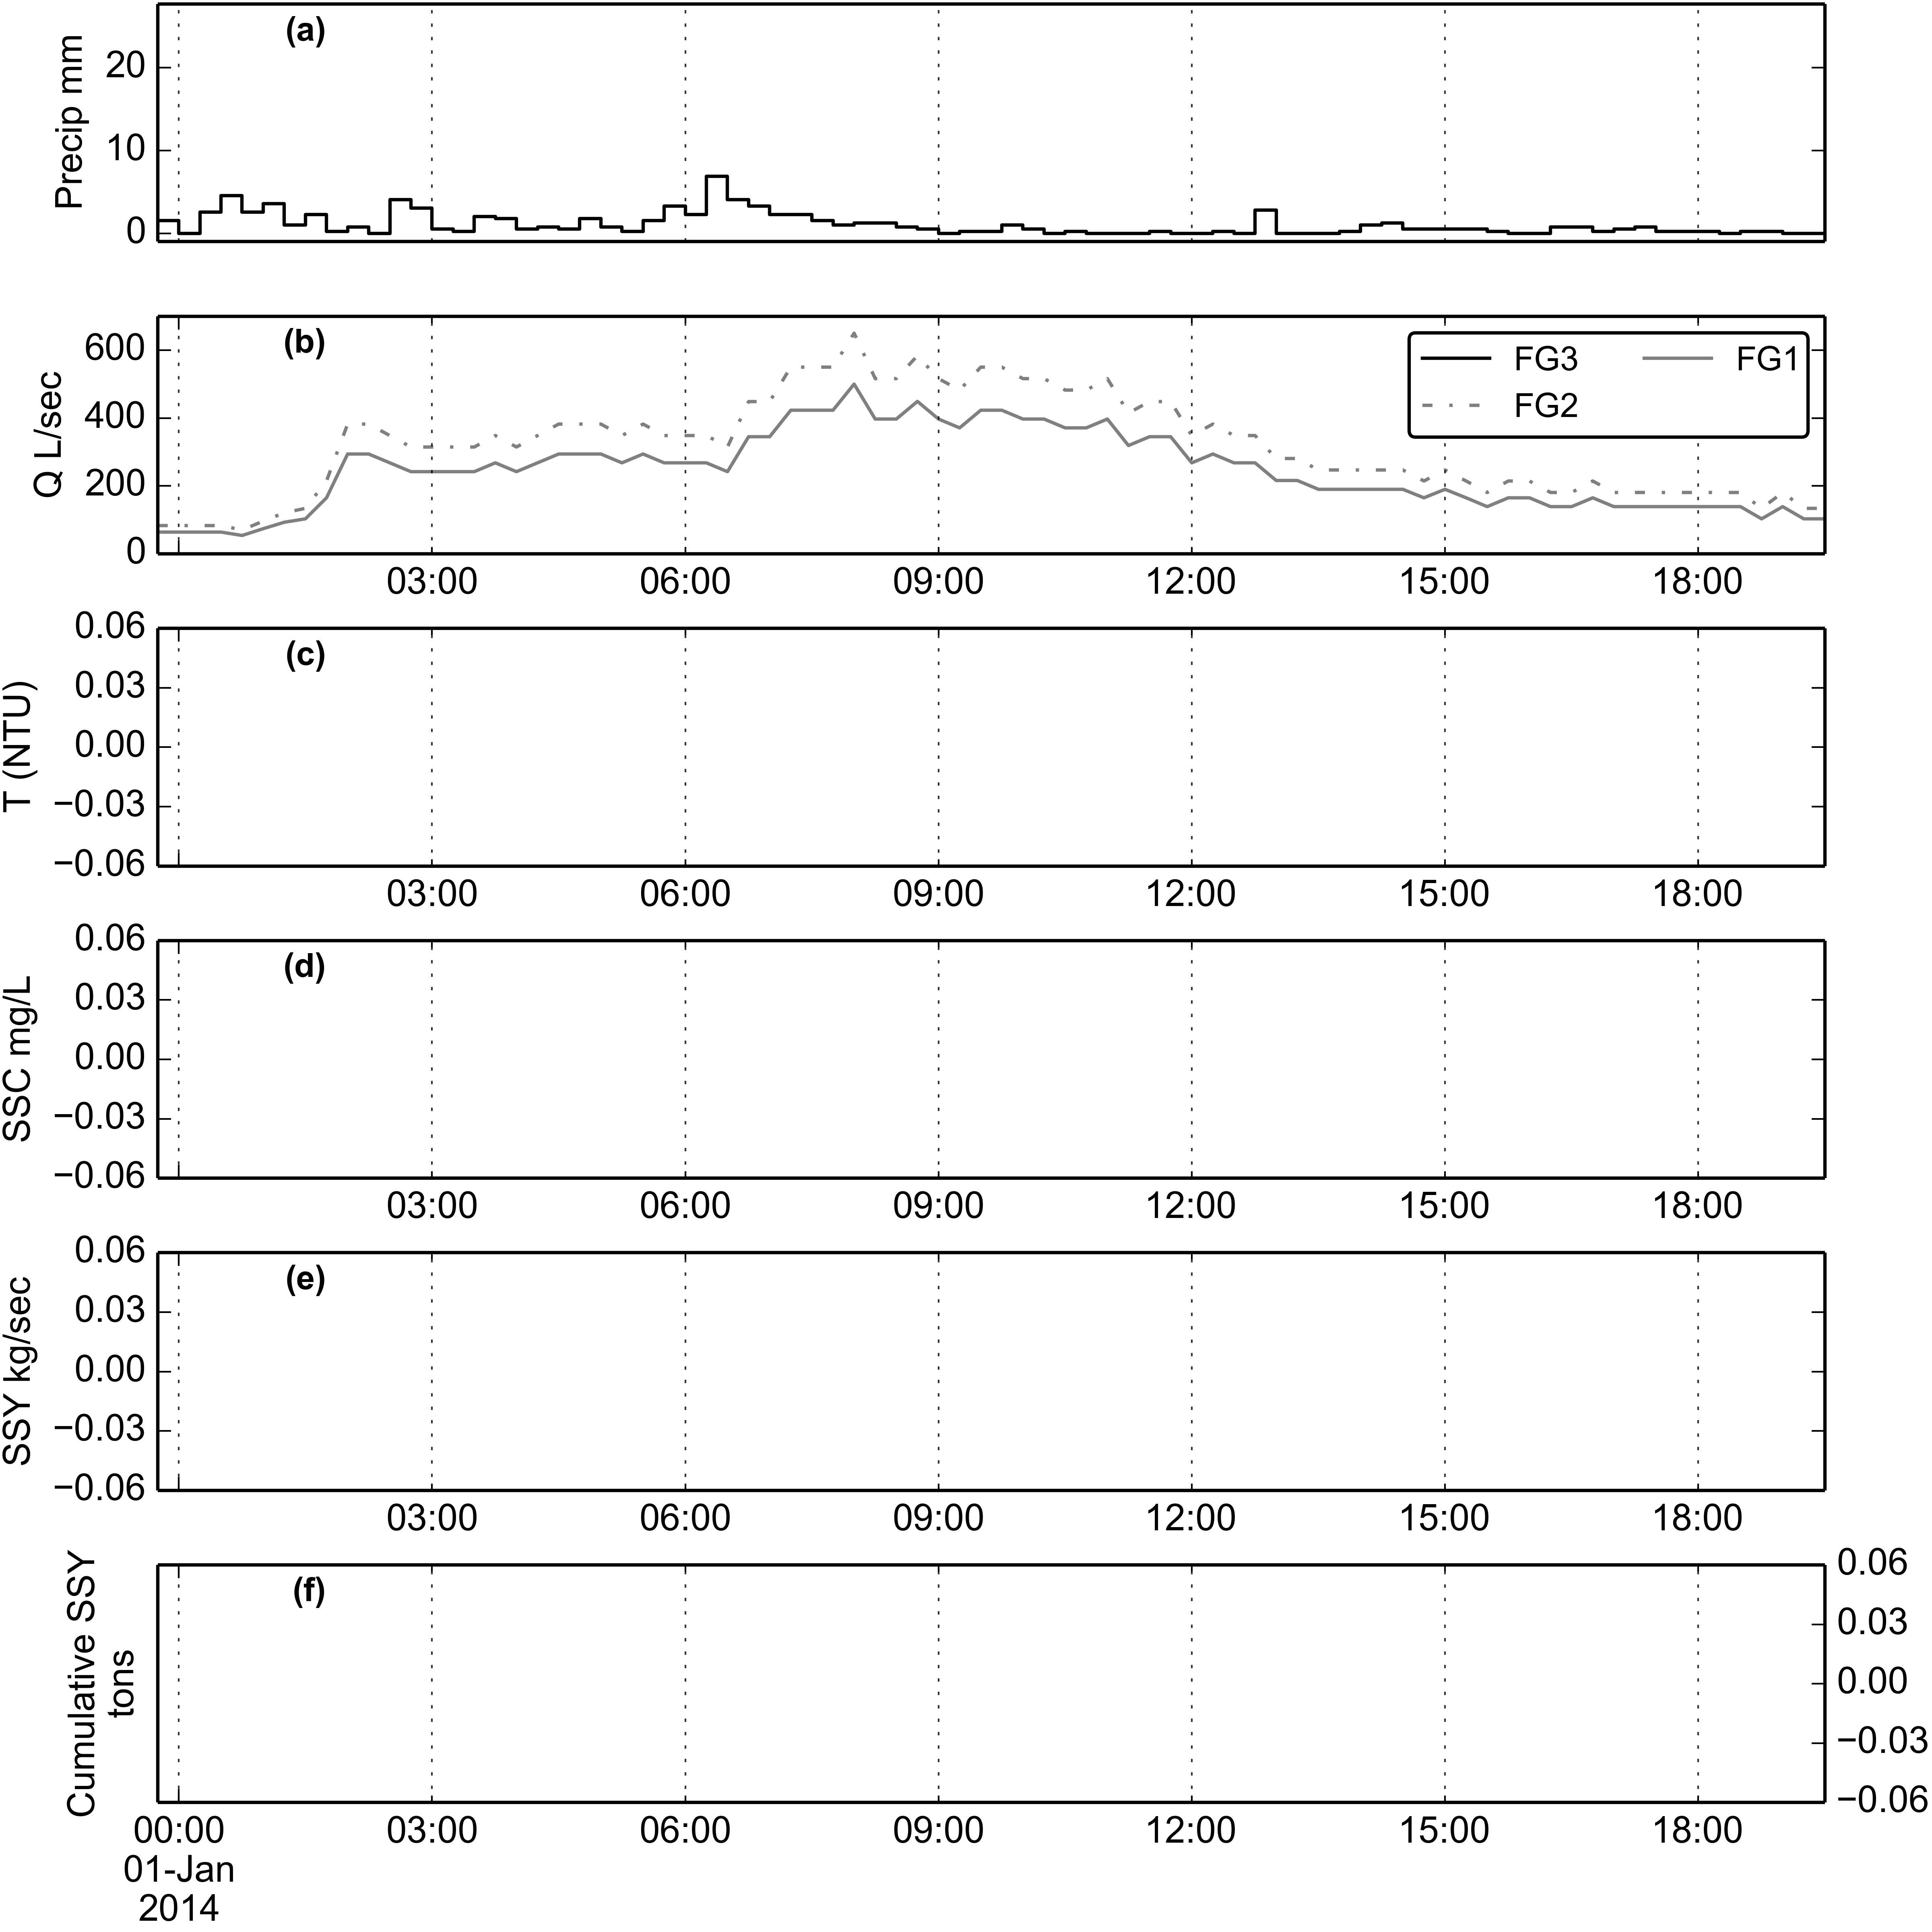 (a)
Precip mm
20
10
0
(b)
Q L/sec
600
400
200
0
FG3 FG1
FG2
03:00 06:00 09:00 12:00 15:00 18:00
(c)
T (NTU)
0.06
0.03
0.00
−0.03
−0.06
03:00 06:00 09:00 12:00 15:00 18:00
(d)
SSC mg/L
0.06
0.03
0.00
−0.03
−0.06
03:00 06:00 09:00 12:00 15:00 18:00
(e)
SSY kg/sec
0.06
0.03
0.00
−0.03
−0.06
03:00 06:00 09:00 12:00 15:00 18:00
(f)
Cumulative SSY
tons
0.06
0.03
0.00
−0.03
−0.06
00:00 03:00 06:00 09:00 12:00 15:00 18:00
01-Jan
2014